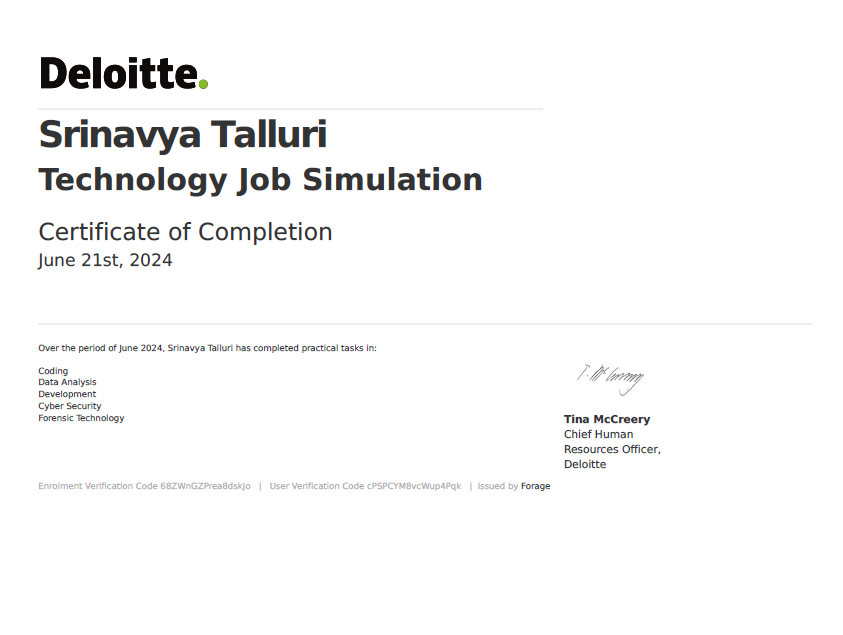 Deloitte.
Srinavya Talluri
Technology Job Simulation
Certificate of Completion
June 21st, 2024
Over the period of June 2024, Srinavya Talluri has completed practical tasks in:
Coding
Data Analysis
Development
Cyber Security
Forensic Technology
T. McCreery
Tina McCreery
Chief Human
Resources Officer,
Deloitte
Enrolment Verification Code 68ZWnGZPrea8dskJo | User Verification Code cPSPCYM8vcWup4Pqk | Issued by Forage